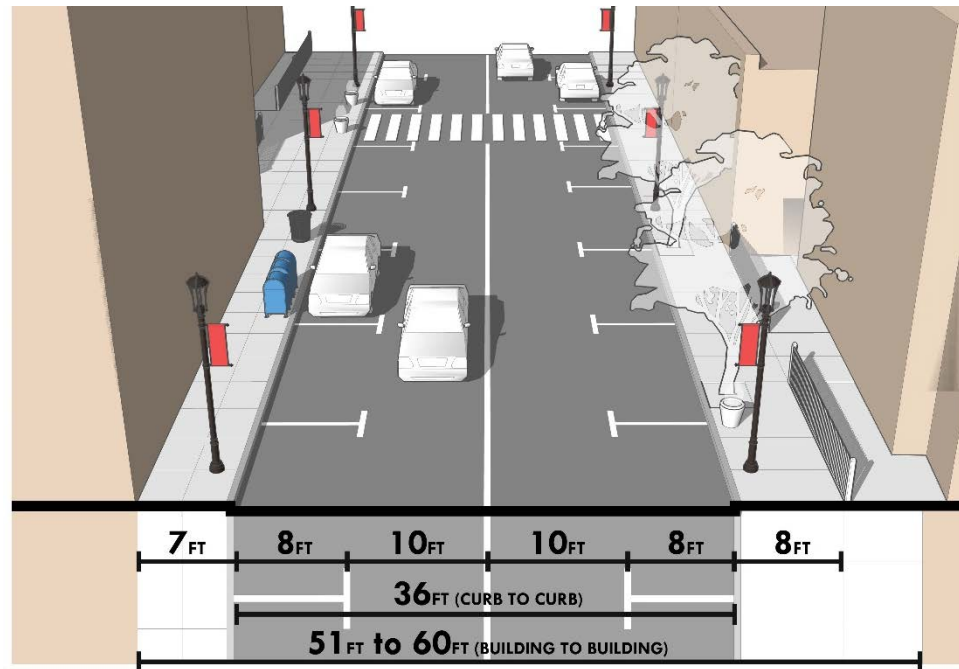 7FT 8FT 10FT 10FT 8FT 8FT
36FT (CURB TO CURB)
51FT to 60FT (BUILDING TO BUILDING)